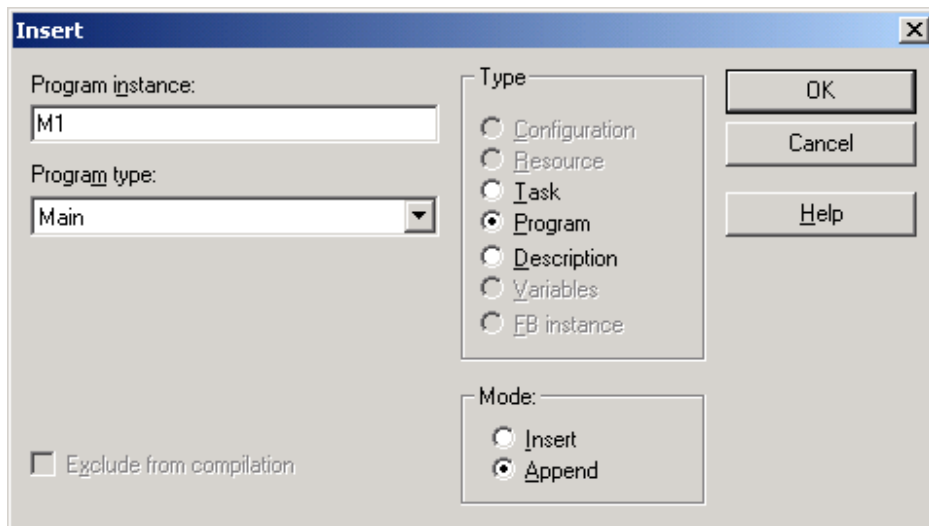 Insert
Program instance:
M1
Program type:
Main
Exclude from compilation
Type
Configuration
Resource
Task
Program
Description
Variables
FB instance
Mode:
Insert
Append
OK
Cancel
Help